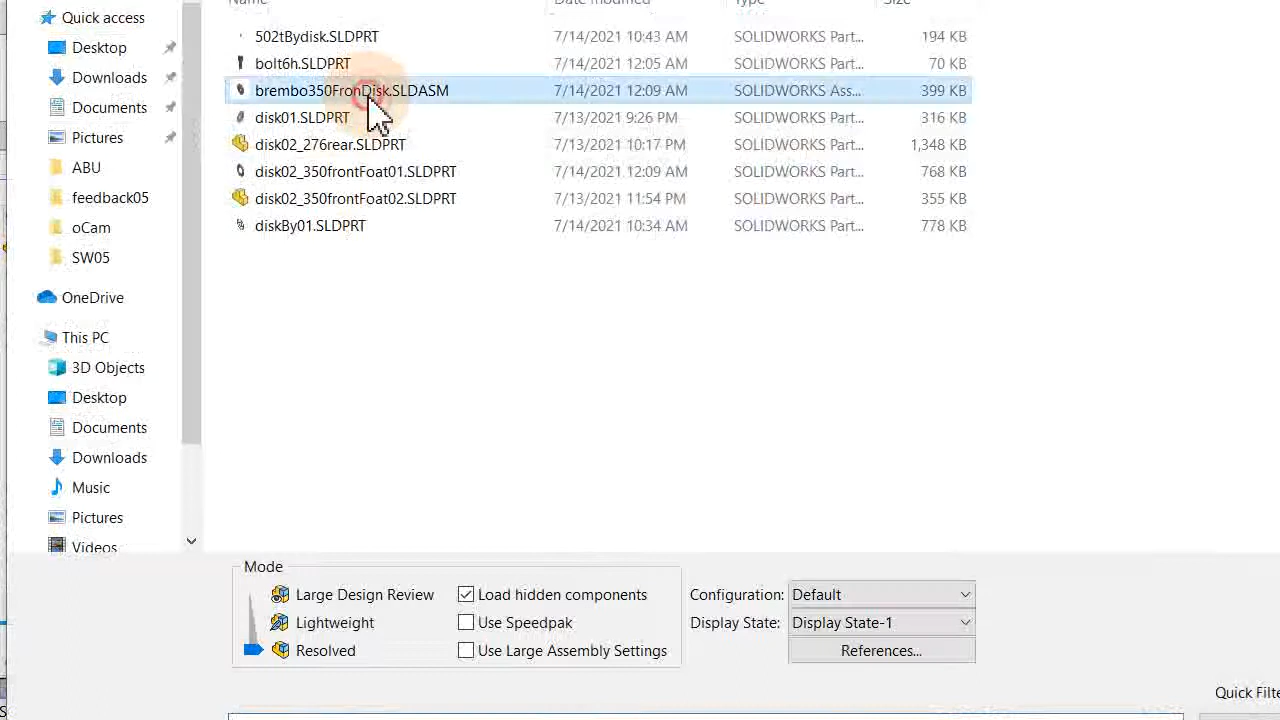 Name Date modified Type Size
Quick access
502tBydisk.SLDPRT 7/14/2021 10:43 AM SOLIDWORKS Part... 194 KB
Desktop
bolt6h.SLDPRT 7/14/2021 12:05 AM SOLIDWORKS Part... 70 KB
Downloads
brembo350FronDisk.SLDASM 7/14/2021 12:09 AM SOLIDWORKS Ass... 399 KB
Documents
disk01.SLDPRT 7/13/2021 9:26 PM SOLIDWORKS Part... 316 KB
Pictures
disk02_276rear.SLDPRT 7/13/2021 10:17 PM SOLIDWORKS Part... 1,348 KB
ABU
disk02_350frontFoat01.SLDPRT 7/14/2021 12:09 AM SOLIDWORKS Part... 768 KB
feedback05
disk02_350frontFoat02.SLDPRT 7/13/2021 11:54 PM SOLIDWORKS Part... 355 KB
oCam
diskBy01.SLDPRT 7/14/2021 10:34 AM SOLIDWORKS Part... 778 KB
SW05
OneDrive
This PC
3D Objects
Desktop
Documents
Downloads
Music
Pictures
Videos
Mode
Large Design Review Load hidden components Configuration: Default
Lightweight Use Speedpak Display State: Display State-1
Resolved Use Large Assembly Settings References...
Quick Filte